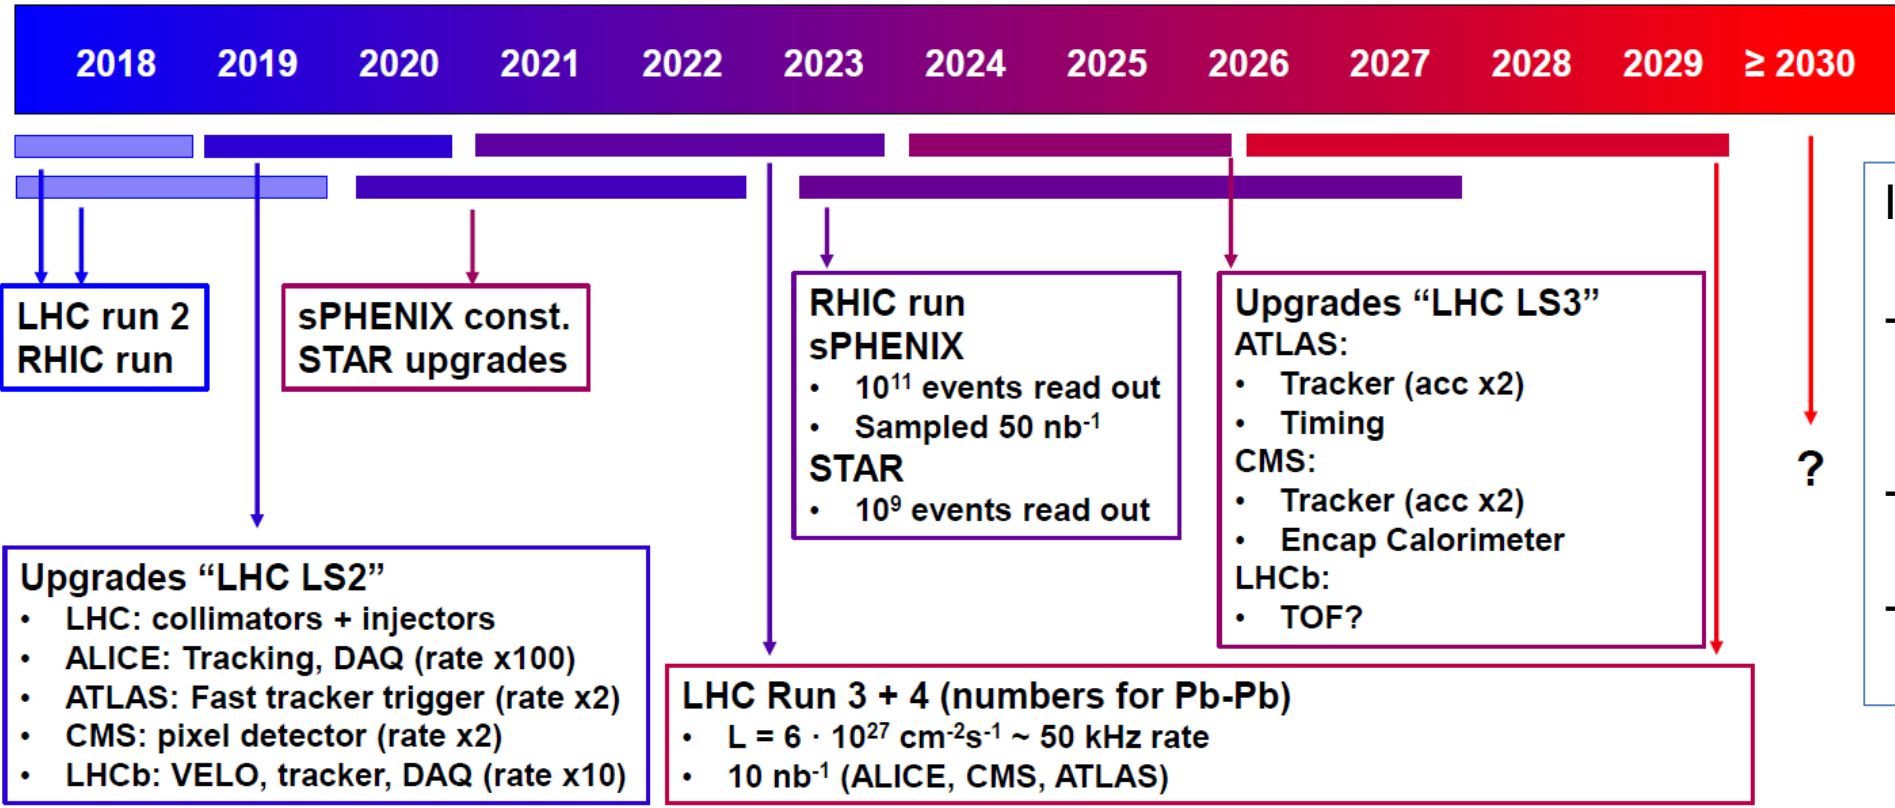 2018 2019 2020 2021 2022 2023 2024 2025 2026 2027 2028 2029 ≥ 2030
LHC run 2
RHIC run
sPHENIX const.
STAR upgrades
RHIC run
sPHENIX
• 10¹¹ events read out
• Sampled 50 nb⁻¹
STAR
• 10⁹ events read out
Upgrades “LHC LS3”
ATLAS:
• Tracker (acc x2)
• Timing
CMS:
• Tracker (acc x2)
• Encap Calorimeter
LHCb:
• TOF?
?
Upgrades “LHC LS2”
• LHC: collimators + injectors
• ALICE: Tracking, DAQ (rate x100)
• ATLAS: Fast tracker trigger (rate x2)
• CMS: pixel detector (rate x2)
• LHCb: VELO, tracker, DAQ (rate x10)
LHC Run 3 + 4 (numbers for Pb-Pb)
• L = 6 · 10²⁷ cm⁻²s⁻¹ ~ 50 kHz rate
• 10 nb⁻¹ (ALICE, CMS, ATLAS)